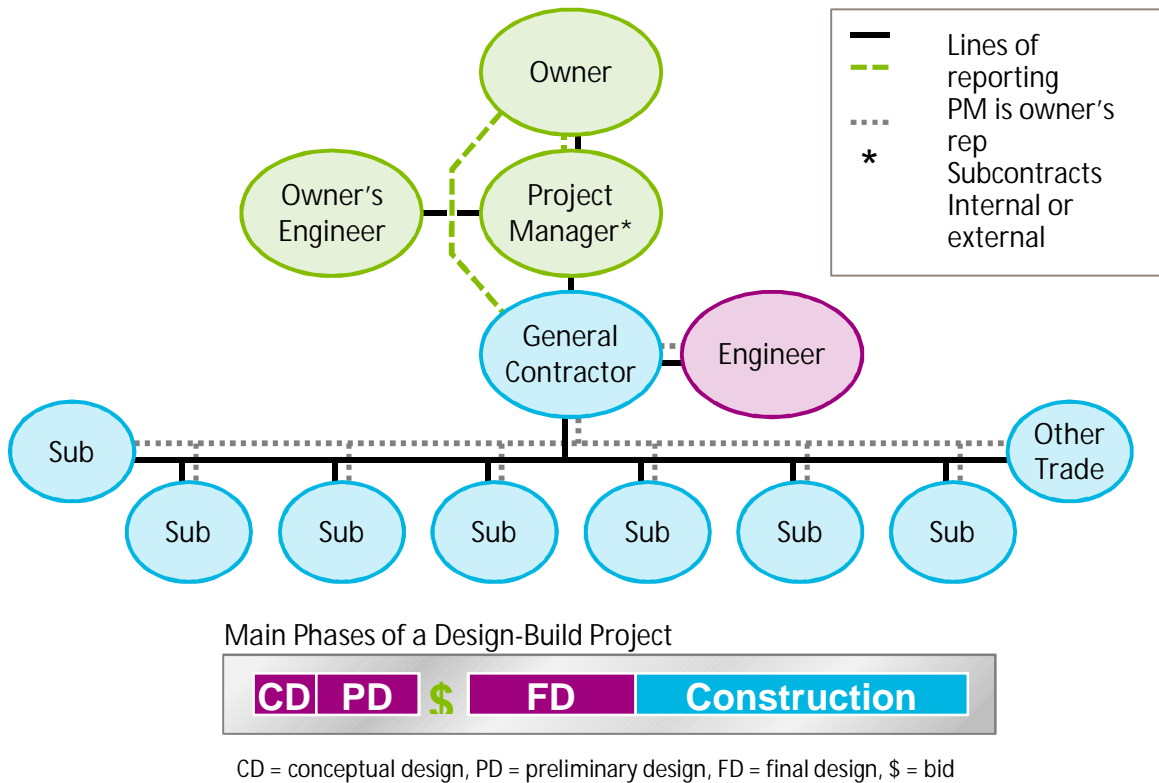 Owner
Lines of
reporting
PM is owner's
rep
Subcontracts
Internal or
external
*
Owner's
Engineer
Project
Manager*
General
Contractor
Engineer
Sub
Other
Trade
Sub
Sub
Sub
Sub
Sub
Sub
Main Phases of a Design-Build Project
CD
PD
$
FD
Construction
CD = conceptual design, PD = preliminary design, FD = final design, $ = bid